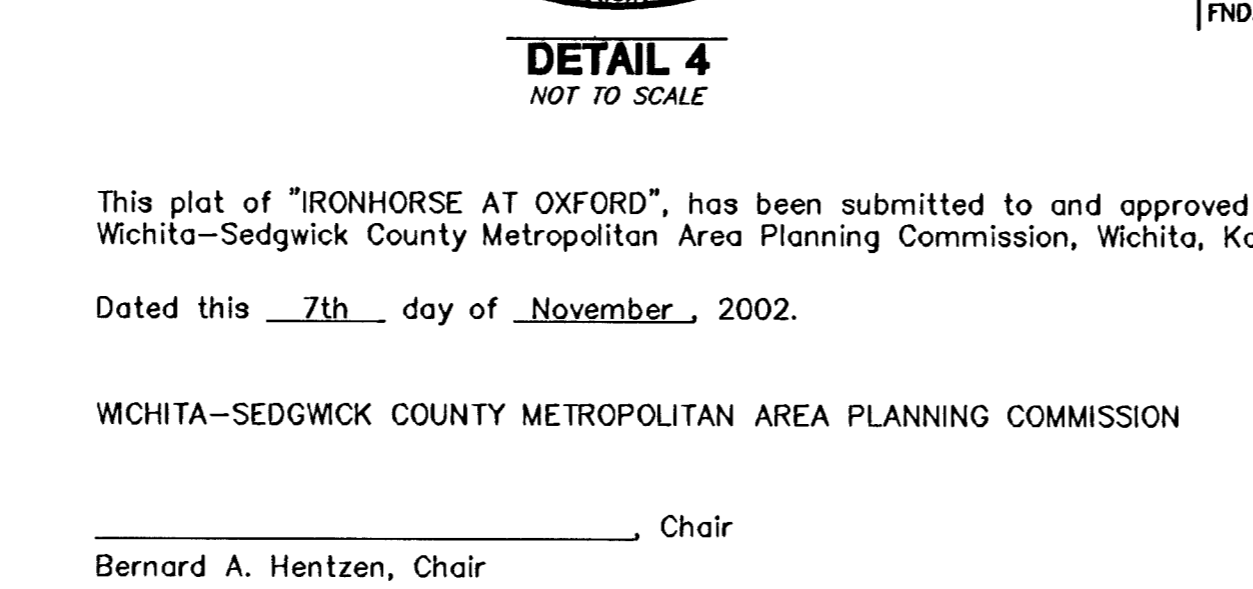 FND
DETAIL 4
NOT TO SCALE
This plat of "IRONHORSE AT OXFORD", has been submitted to and approved
Wichita–Sedgwick County Metropolitan Area Planning Commission, Wichita,
Dated this 7th day of November, 2002.
WICHITA–SEDGWICK COUNTY METROPOLITAN AREA PLANNING COMMISSION
, Chair
Bernard A. Hentzen, Chair